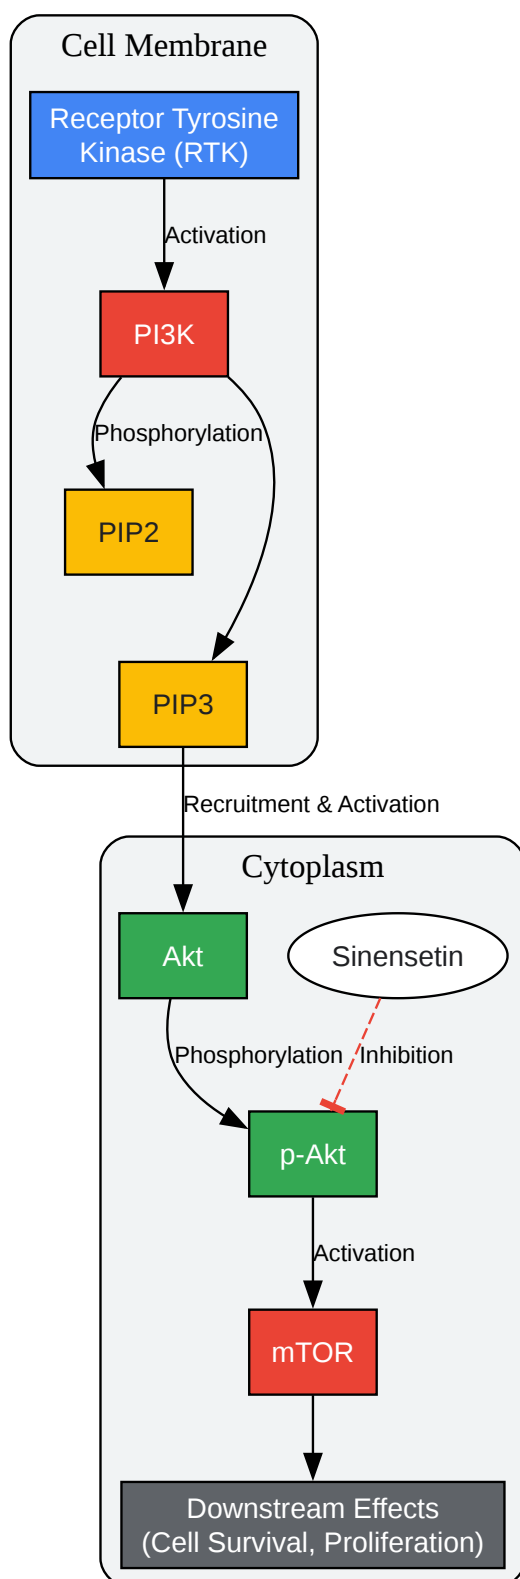 Cell Membrane
Receptor Tyrosine
Kinase (RTK)
Activation
PI3K
Phosphorylation
PIP2
PIP3
Recruitment & Activation
Cytoplasm
Akt
Sinensetin
Phosphorylation
Inhibition
p-Akt
Activation
mTOR
Downstream Effects
(Cell Survival, Proliferation)